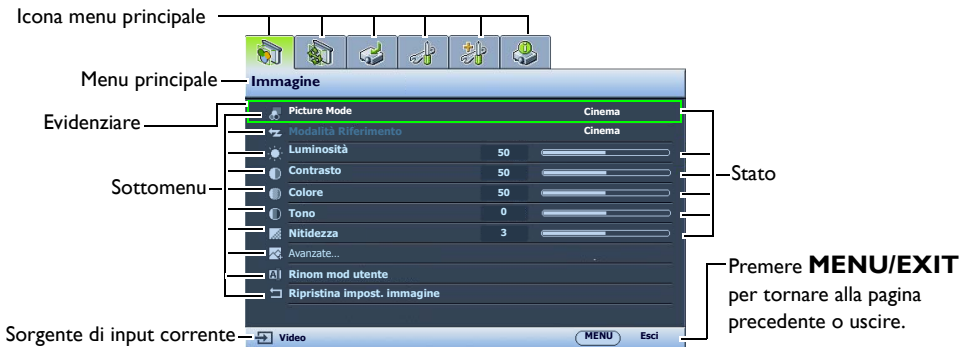 Icona menu principale
Menu principale
Immagine
Evidenziare
Picture Mode Cinema
Modalità Riferimento Cinema
Luminosità 50
Contrasto 50
Sottomenu
Stato
Colore 50
Tono 0
Nitidezza 3
Avanzate...
Rinom mod utente
Ripristina impost. immagine
Premere MENU/EXIT
per tornare alla pagina
precedente o uscire.
Sorgente di input corrente
Video MENU Esci